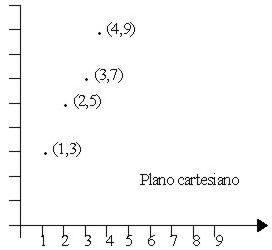 (4,9)
(3,7)
(2,5)
(1,3)
Plano cartesiano
1 2 3 4 5 6 7 8 9